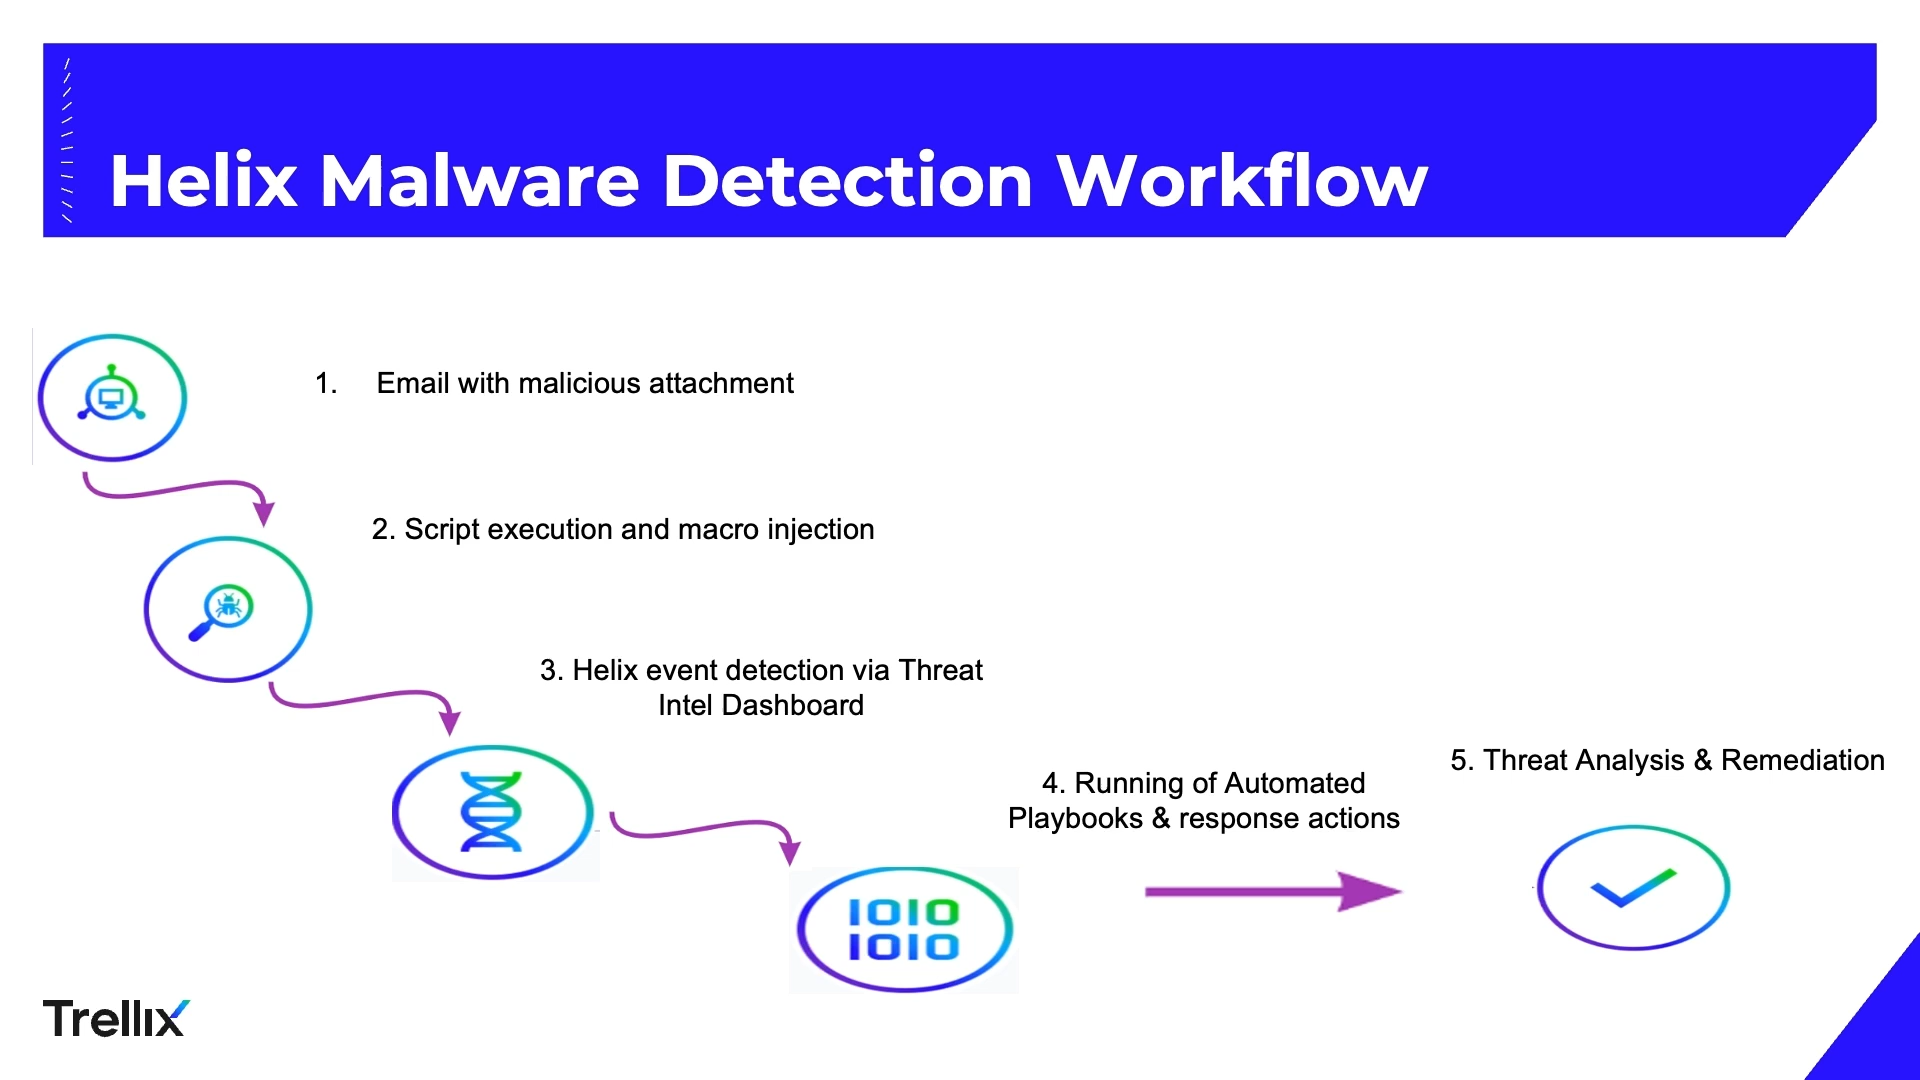 Helix Malware Detection Workflow
1. Email with malicious attachment
2. Script execution and macro injection
3. Helix event detection via Threat
Intel Dashboard
4. Running of Automated
Playbooks & response actions
5. Threat Analysis & Remediation
1010
1010
Trellix